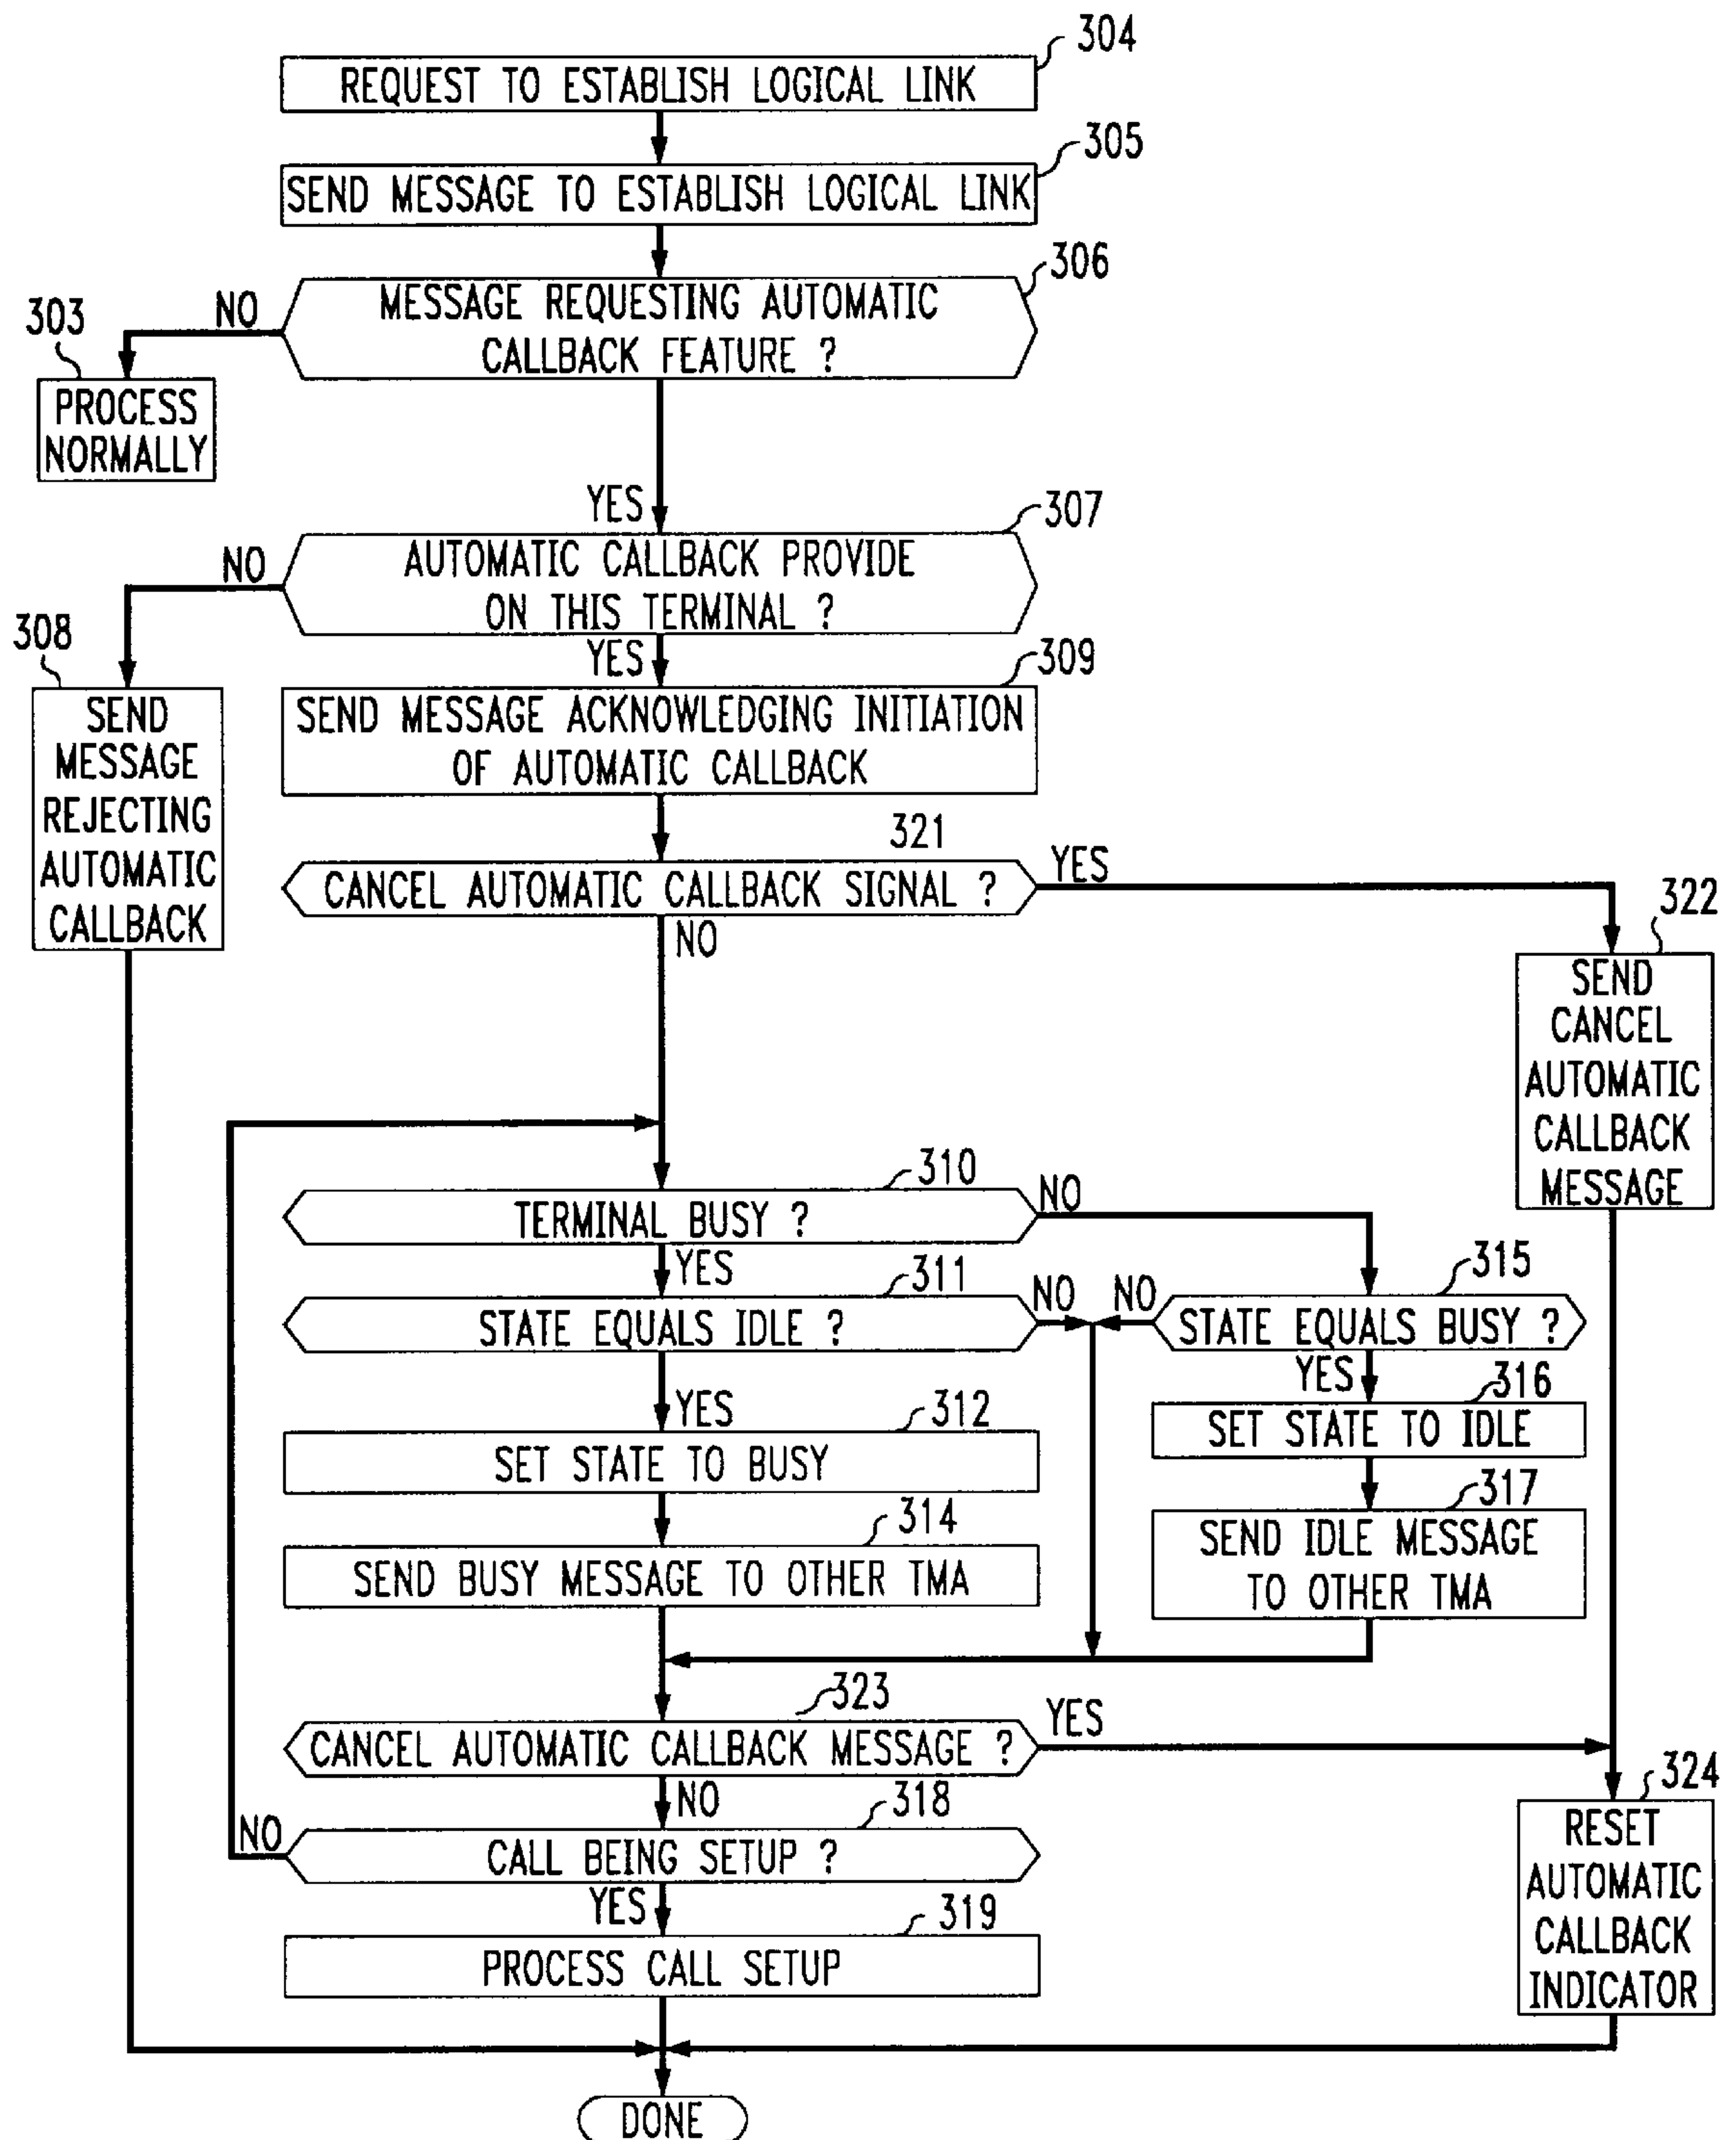 304
REQUEST TO ESTABLISH LOGICAL LINK
305
SEND MESSAGE TO ESTABLISH LOGICAL LINK
306
MESSAGE REQUESTING AUTOMATIC
CALLBACK FEATURE ?
NO
303
PROCESS
NORMALLY
YES
307
AUTOMATIC CALLBACK PROVIDE
ON THIS TERMINAL ?
NO
308
SEND
MESSAGE
REJECTING
AUTOMATIC
CALLBACK
YES
309
SEND MESSAGE ACKNOWLEDGING INITIATION
OF AUTOMATIC CALLBACK
321
CANCEL AUTOMATIC CALLBACK SIGNAL ?
YES
NO
322
SEND
CANCEL
AUTOMATIC
CALLBACK
MESSAGE
310
TERMINAL BUSY ?
NO
YES
311
STATE EQUALS IDLE ?
NO
NO
315
STATE EQUALS BUSY ?
YES
316
SET STATE TO IDLE
317
SEND IDLE MESSAGE
TO OTHER TMA
YES
312
SET STATE TO BUSY
314
SEND BUSY MESSAGE TO OTHER TMA
323
CANCEL AUTOMATIC CALLBACK MESSAGE ?
YES
NO
318
CALL BEING SETUP ?
NO
YES
319
PROCESS CALL SETUP
324
RESET
AUTOMATIC
CALLBACK
INDICATOR
DONE